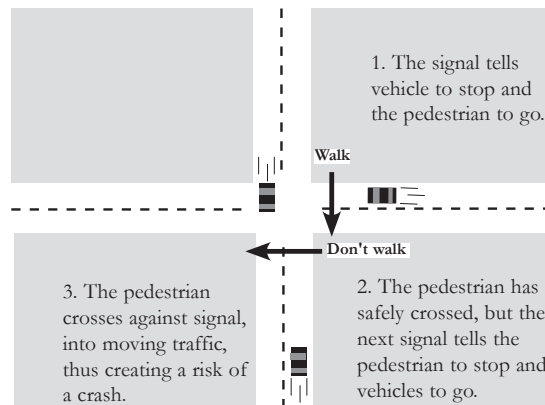 1. The signal tells
vehicle to stop and
the pedestrian to go.
Walk
Don't walk
3. The pedestrian
crosses against signal,
into moving traffic,
thus creating a risk of
a crash.
2. The pedestrian has
safely crossed, but the
next signal tells the
pedestrian to stop and
vehicles to go.